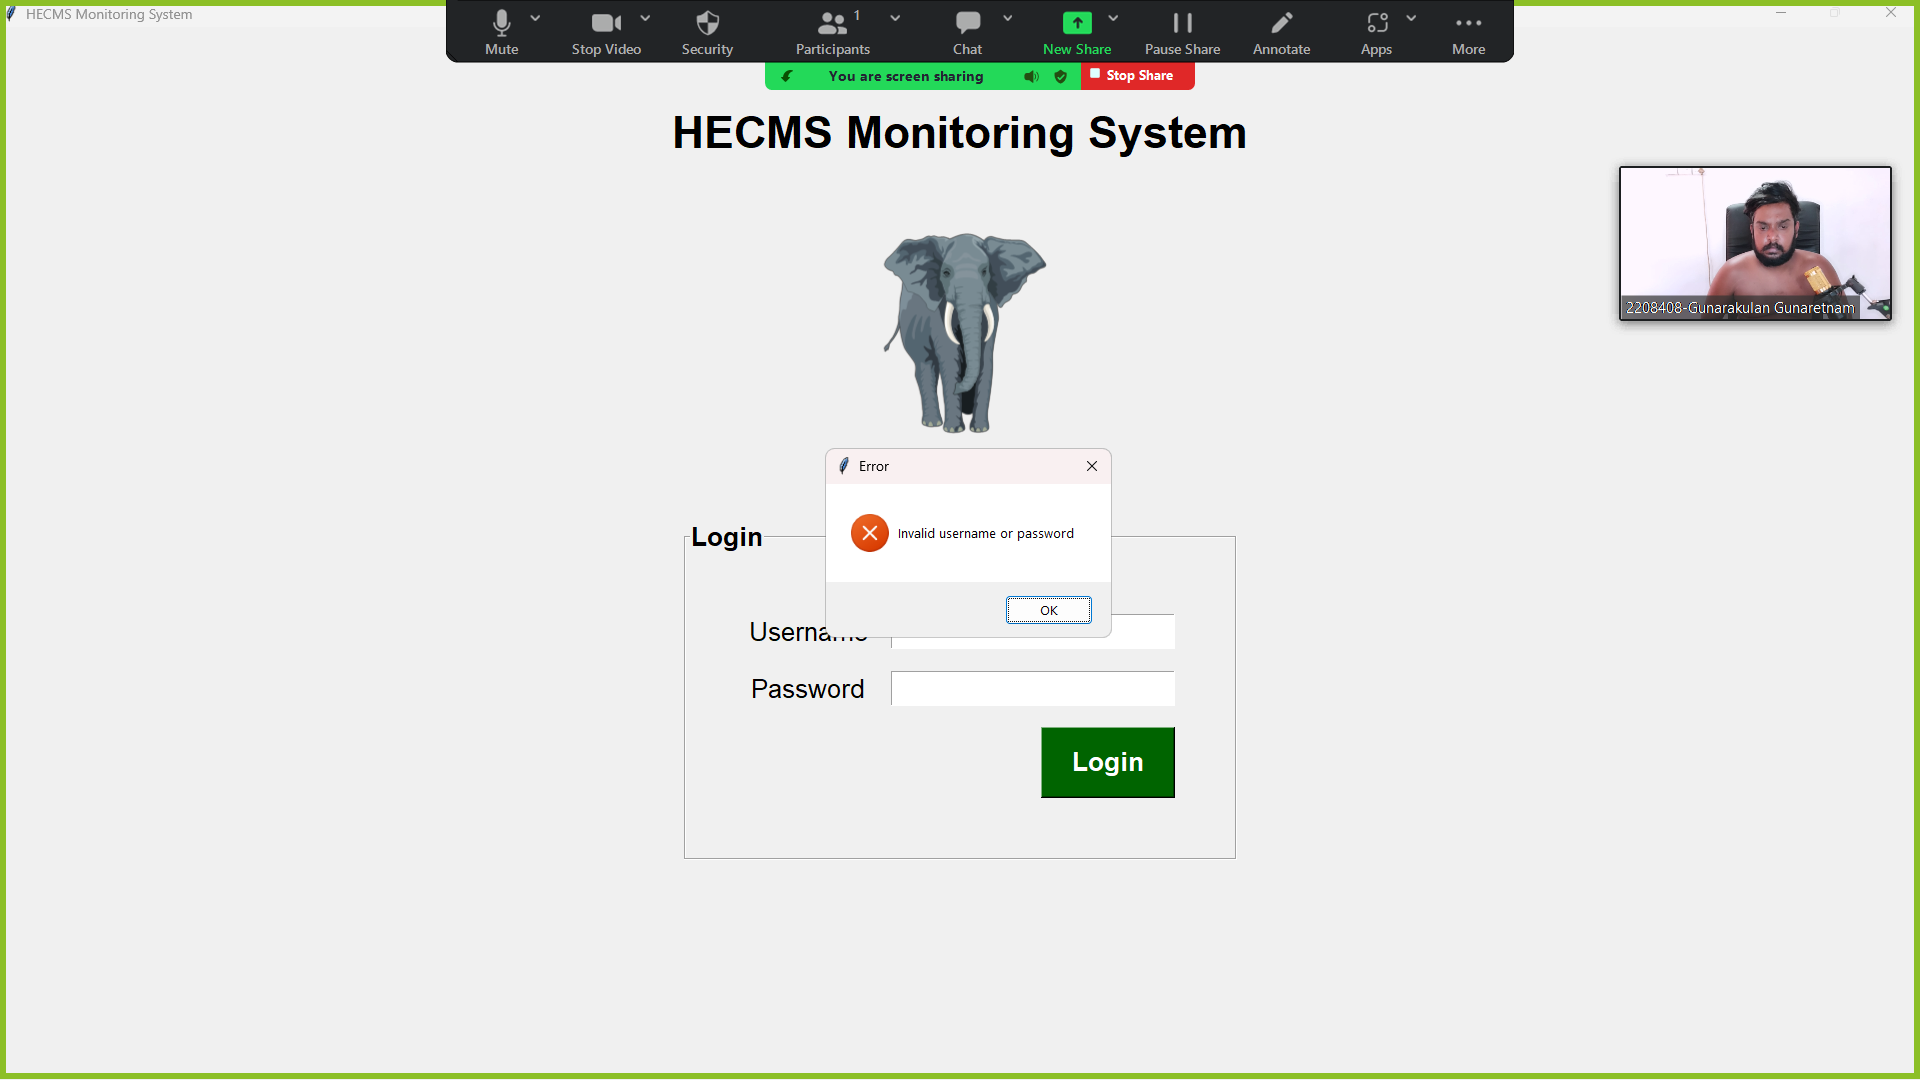 HECMS Monitoring System
Mute
Stop Video
Security
Participants
1
Chat
New Share
Pause Share
Annotate
Apps
More
You are screen sharing
Stop Share
HECMS Monitoring System
2208408-Gunarakulan Gunaretnam
Error
Invalid username or password
OK
Login
Username
Password
Login